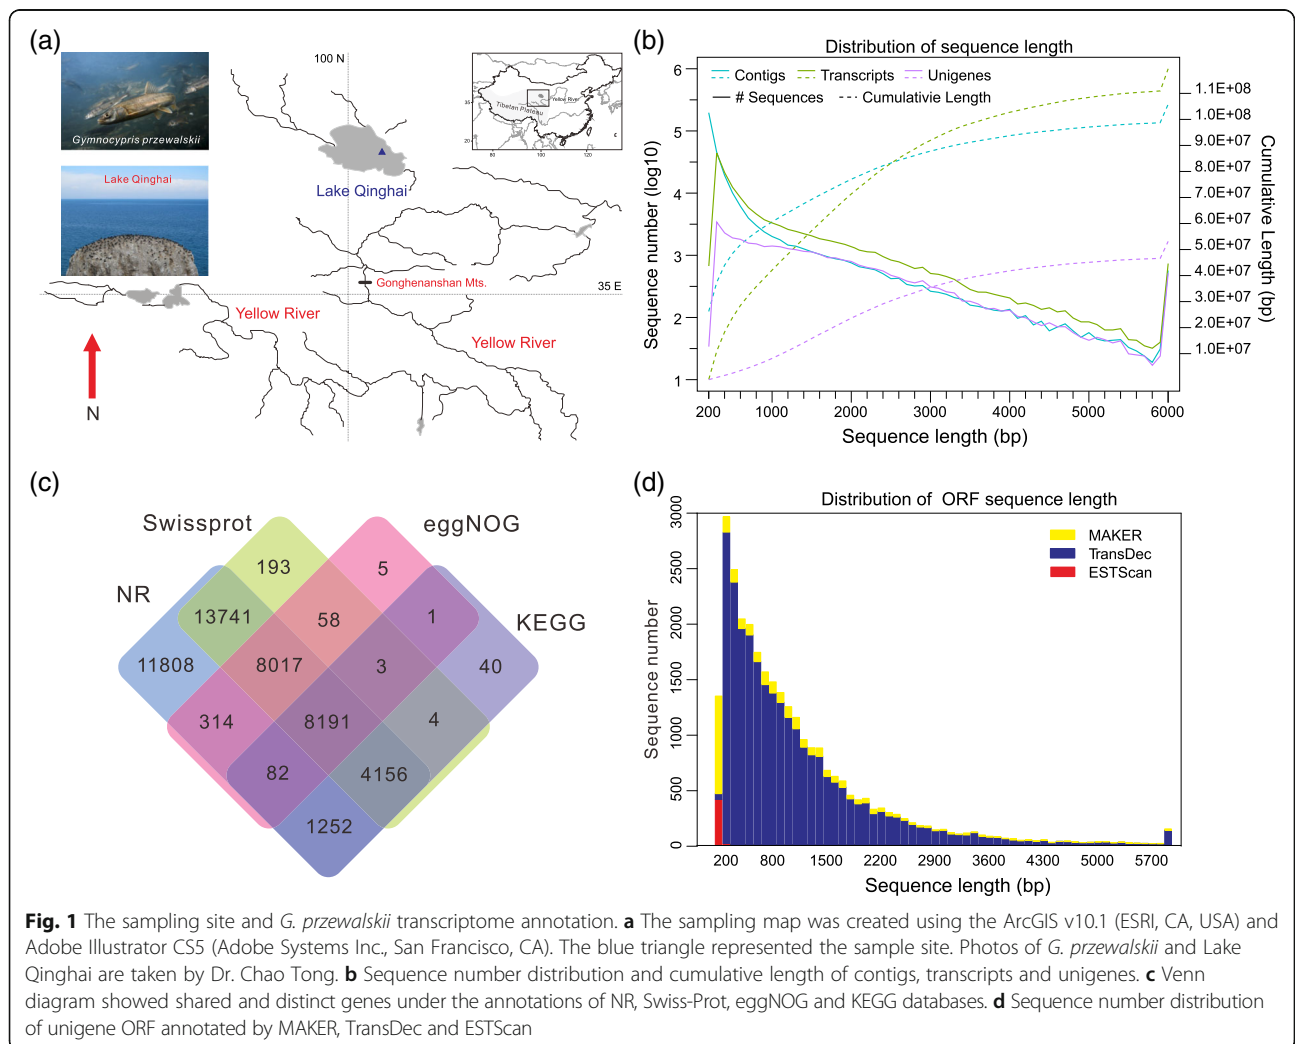 (a)
100 N
Gymnocypris przewalskii
Lake Qinghai
Lake Qinghai
Tibetan Plateau
Yellow River
35
20
80
100
120
c
Gonghenanshan Mts.
35 E
Yellow River
Yellow River
N
(b)
Distribution of sequence length
Contigs
Transcripts
Unigenes
# Sequences
Cumulativie Length
Sequence number (log10)
6
5
4
3
2
1
1.1E+08
1.0E+08
9.0E+07
8.0E+07
7.0E+07
6.0E+07
5.0E+07
4.0E+07
3.0E+07
2.0E+07
1.0E+07
Cumulative Length (bp)
200 1000 2000 3000 4000 5000 6000
Sequence length (bp)
(c)
Swissprot
eggNOG
NR
KEGG
193
5
13741
58
1
11808
8017
3
40
314
8191
4
82
4156
1252
(d)
Distribution of ORF sequence length
MAKER
TransDec
ESTScan
Sequence number
3000
2500
2000
1500
1000
500
0
200 800 1500 2200 2900 3600 4300 5000 5700
Sequence length (bp)
Fig. 1 The sampling site and G. przewalskii transcriptome annotation. a The sampling map was created using the ArcGIS v10.1 (ESRI, CA, USA) and
Adobe Illustrator CS5 (Adobe Systems Inc., San Francisco, CA). The blue triangle represented the sample site. Photos of G. przewalskii and Lake
Qinghai are taken by Dr. Chao Tong. b Sequence number distribution and cumulative length of contigs, transcripts and unigenes. c Venn
diagram showed shared and distinct genes under the annotations of NR, Swiss-Prot, eggNOG and KEGG databases. d Sequence number distribution
of unigene ORF annotated by MAKER, TransDec and ESTScan